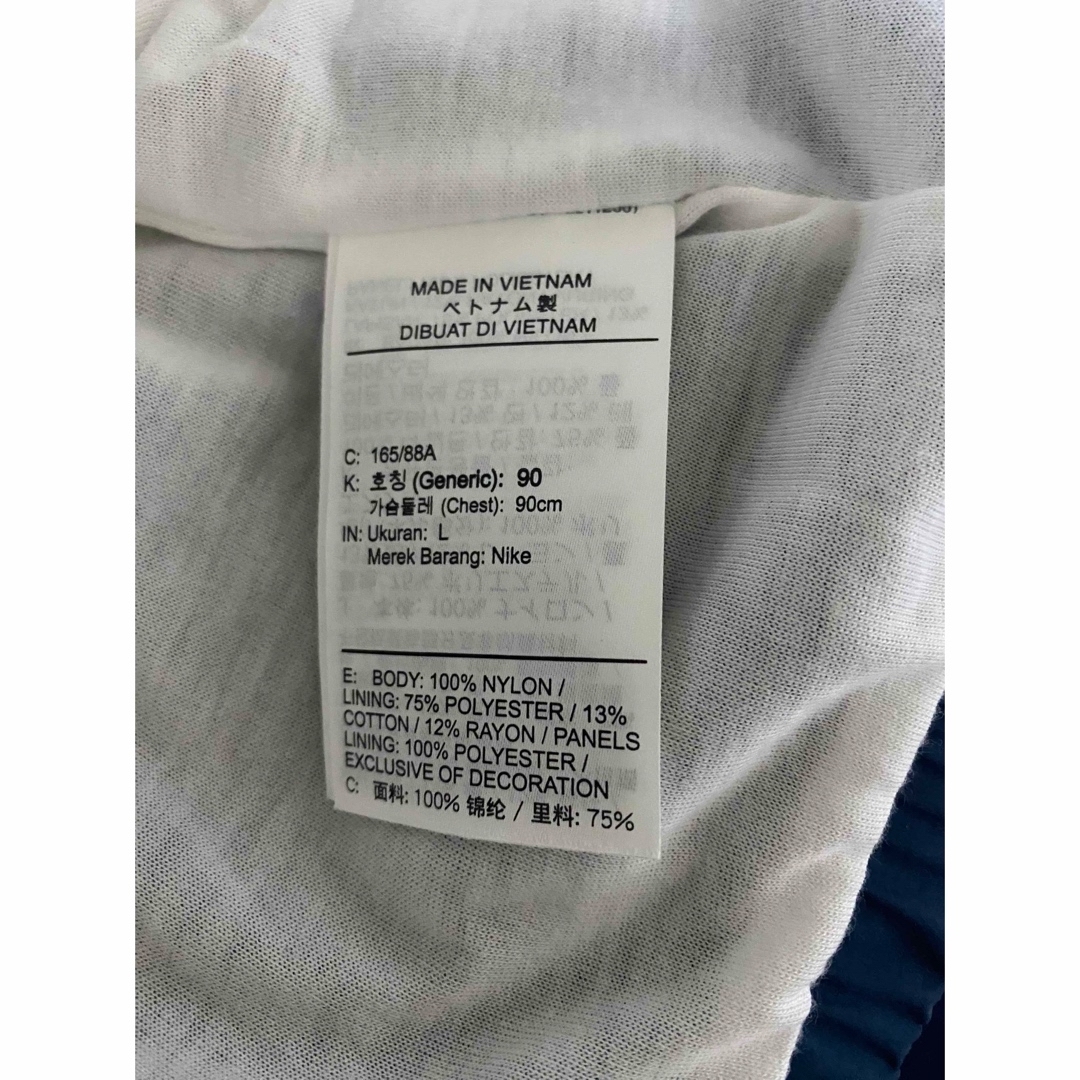 MADE IN VIETNAM
ベトナム製
DIBUAT DI VIETNAM
C: 165/88A
K: 호칭 (Generic): 90
가슴둘레 (Chest): 90cm
IN: Ukuran: L
Merek Barang: Nike
E: BODY: 100% NYLON /
LINING: 75% POLYESTER / 13%
COTTON / 12% RAYON / PANELS
LINING: 100% POLYESTER /
EXCLUSIVE OF DECORATION
C: 面料: 100% 锦纶 / 里料: 75%